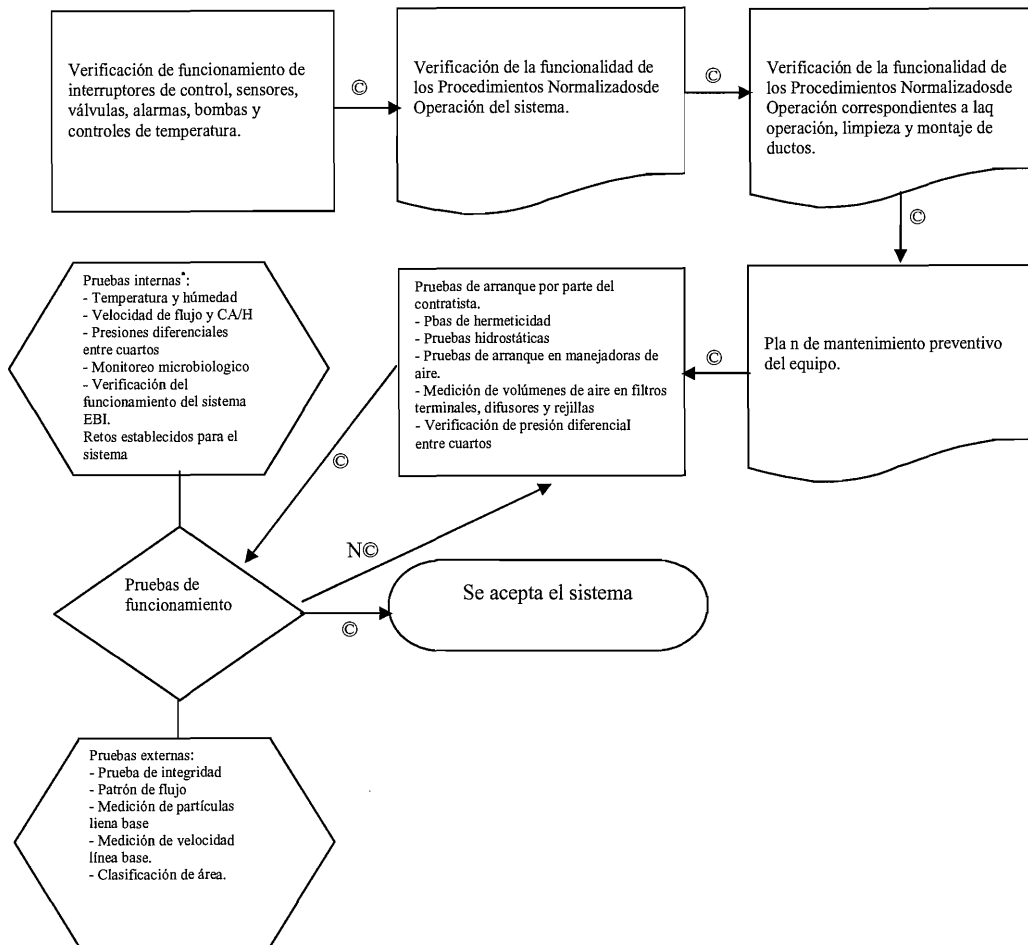 Verificación de funcionamiento de
interruptores de control, sensores,
válvulas, alarmas, bombas y
controles de temperatura.
©
Verificación de la funcionalidad de
los Procedimientos Normalizadosde
Operación del sistema.
©
Verificación de la funcionalidad de
los Procedimientos Normalizadosde
Operación correspondientes a laq
operación, limpieza y montaje de
ductos.
©
Pla n de mantenimiento preventivo
del equipo.
©
Pruebas de arranque por parte del
contratista.
- Pbas de hermeticidad
- Pruebas hidrostáticas
- Pruebas de arranque en manejadoras de
aire.
- Medición de volúmenes de aire en filtros
terminales, difusores y rejillas
- Verificación de presión diferencial
entre cuartos
©
Pruebas internas*:
- Temperatura y húmedad
- Velocidad de flujo y CA/H
- Presiones diferenciales
entre cuartos
- Monitoreo microbiologico
- Verificación del
funcionamiento del sistema
EBI.
Retos establecidos para el
sistema
Pruebas de
funcionamiento
N©
©
Se acepta el sistema
Pruebas externas:
- Prueba de integridad
- Patrón de flujo
- Medición de partículas
liena base
- Medición de velocidad
línea base.
- Clasificación de área.